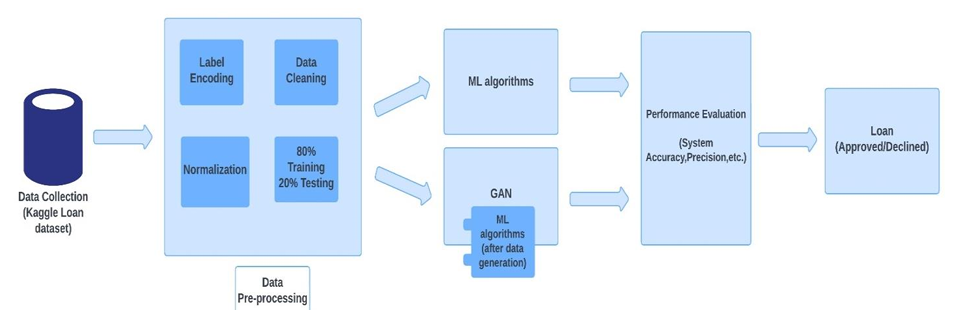 Data Collection
(Kaggle Loan
dataset)
Label
Encoding
Data
Cleaning
Normalization
80%
Training
20% Testing
Data
Pre-processing
ML algorithms
GAN
ML
algorithms
(after data
generation)
Performance Evaluation
(System
Accuracy,Precision,etc.)
Loan
(Approved/Declined)